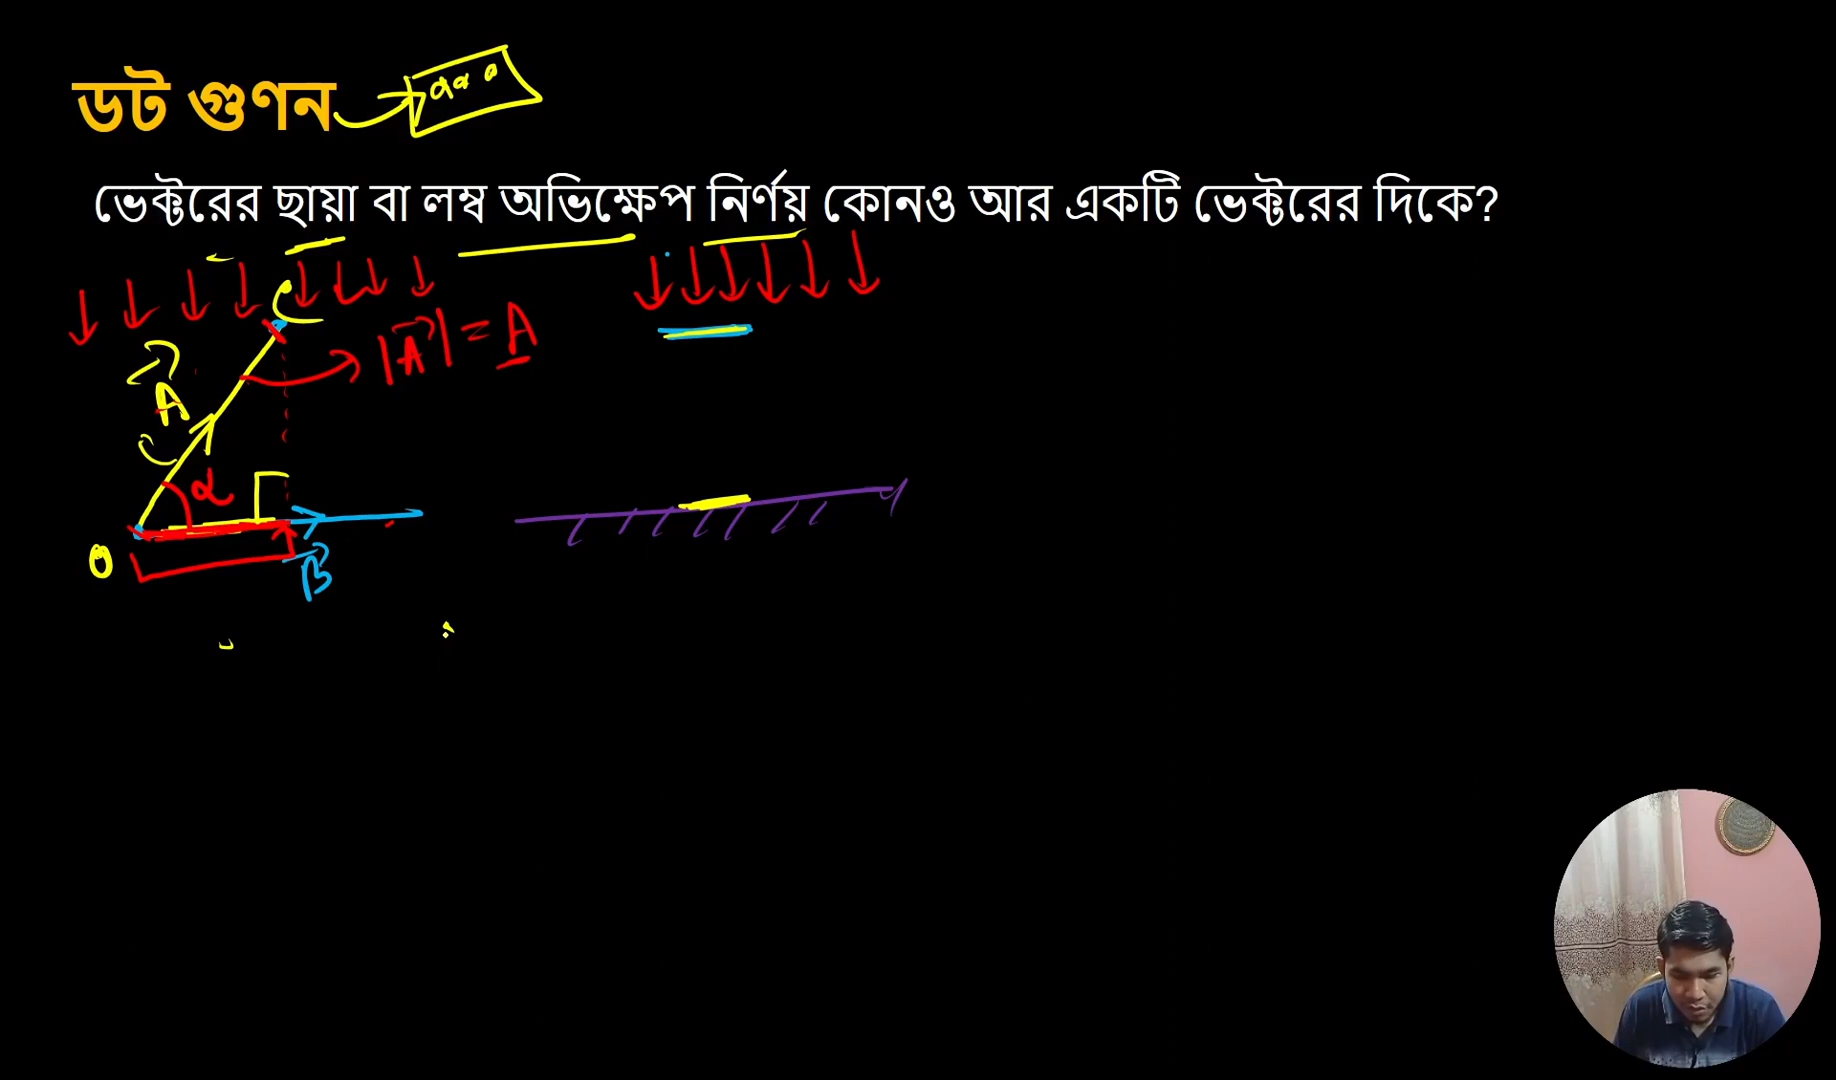 ডট গুণন
ভেক্টরের ছায়া বা লম্ব অভিক্ষেপ নির্ণয় কোনও আর একটি ভেক্টরের দিকে?
C
|A⃗| = A
A⃗
α
O
B⃗